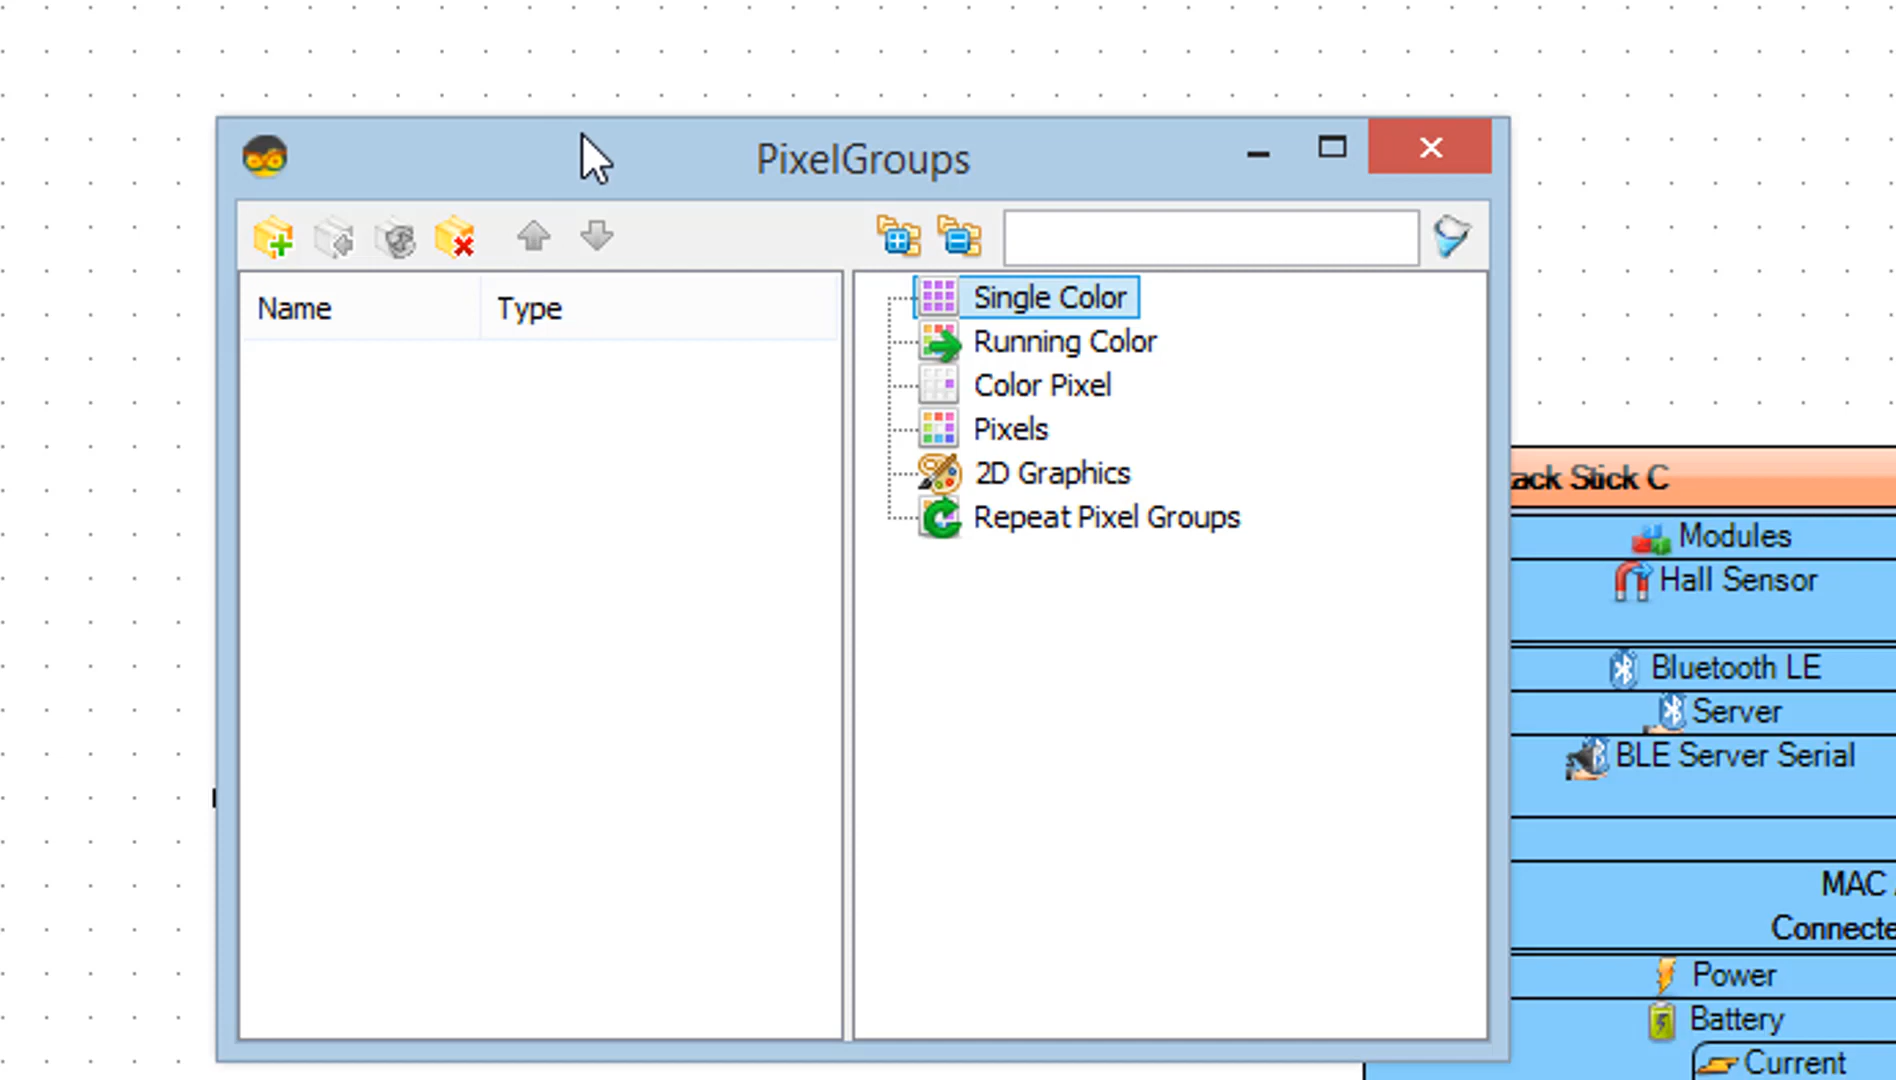 PixelGroups
Name Type
Single Color
Running Color
Color Pixel
Pixels
2D Graphics
Repeat Pixel Groups
ack Stick C
Modules
Hall Sensor
Bluetooth LE
Server
BLE Server Serial
MAC
Connecte
Power
Battery
Current